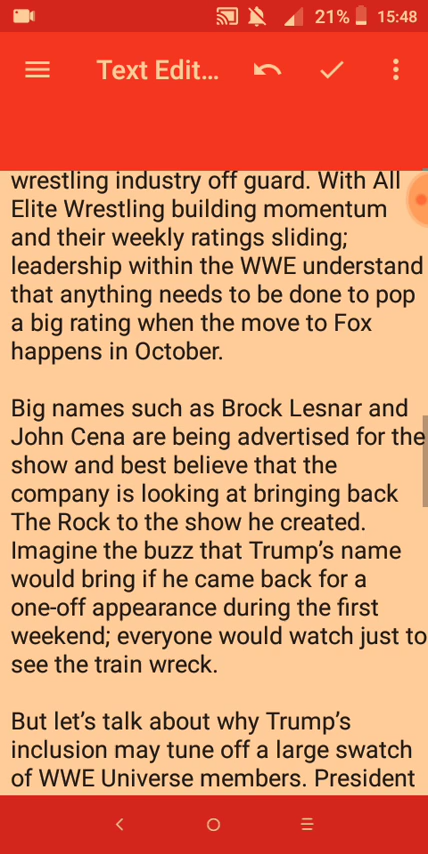 21% 15:48
Text Edit...
wrestling industry off guard. With All
Elite Wrestling building momentum
and their weekly ratings sliding;
leadership within the WWE understand
that anything needs to be done to pop
a big rating when the move to Fox
happens in October.
Big names such as Brock Lesnar and
John Cena are being advertised for the
show and best believe that the
company is looking at bringing back
The Rock to the show he created.
Imagine the buzz that Trump’s name
would bring if he came back for a
one-off appearance during the first
weekend; everyone would watch just to
see the train wreck.
But let’s talk about why Trump’s
inclusion may tune off a large swatch
of WWE Universe members. President